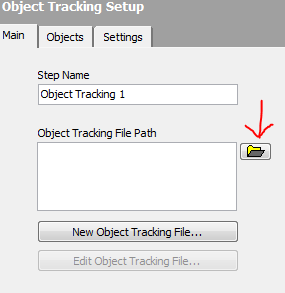 Object Tracking Setup
Main Objects Settings
Step Name
Object Tracking 1
Object Tracking File Path
New Object Tracking File...
Edit Object Tracking File...